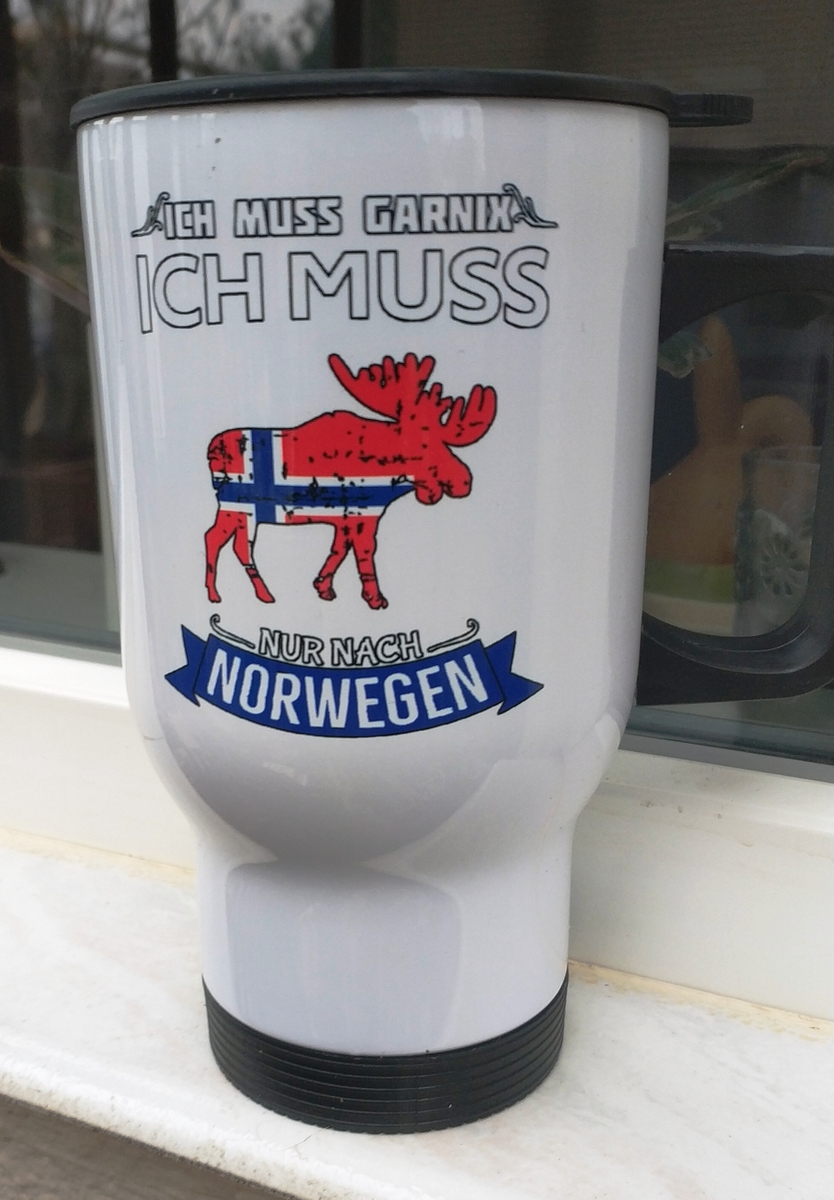 ICH MUSS GARNIX
ICH MUSS
NUR NACH
NORWEGEN